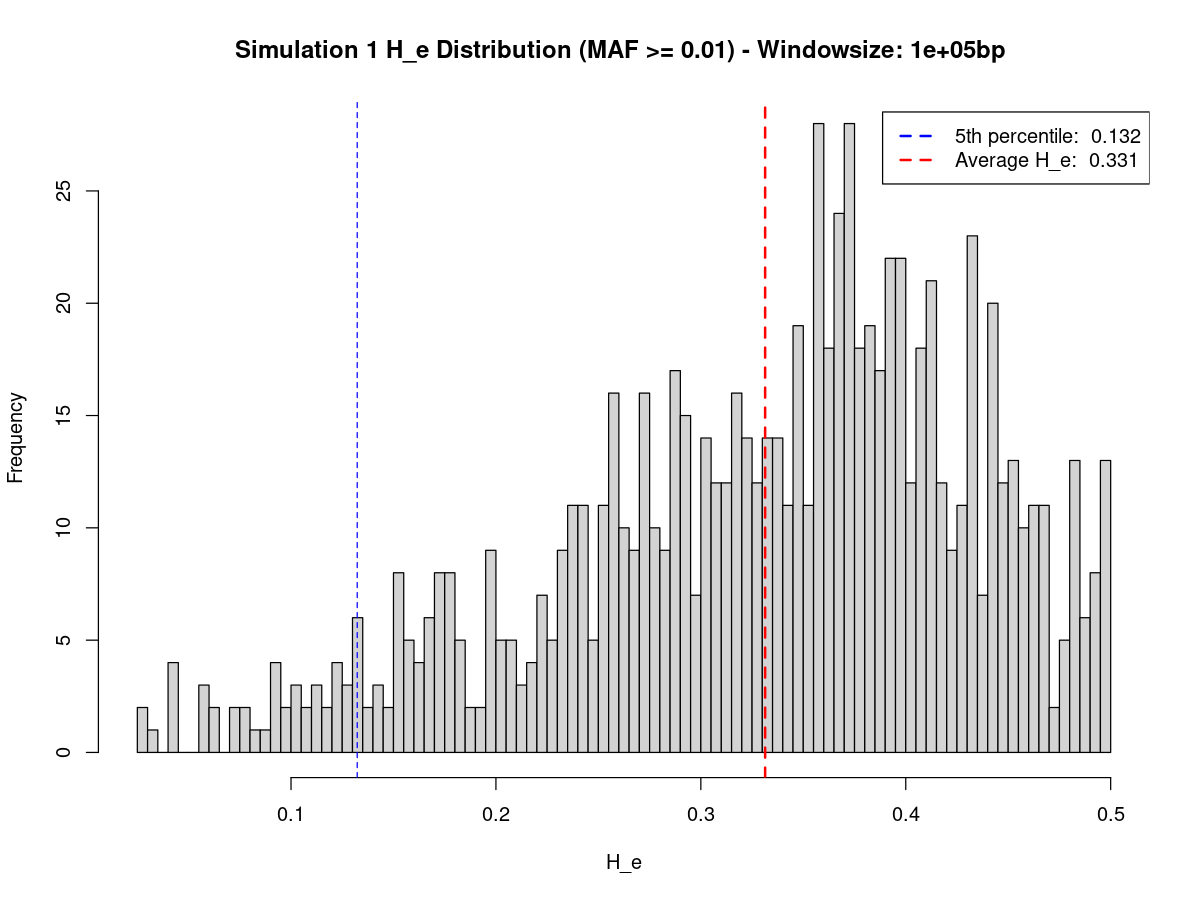 Simulation 1 H_e Distribution (MAF >= 0.01) - Windowsize: 1e+05bp
5th percentile: 0.132
Average H_e: 0.331
25
20
15
10
5
0
Frequency
0.1 0.2 0.3 0.4 0.5
H_e